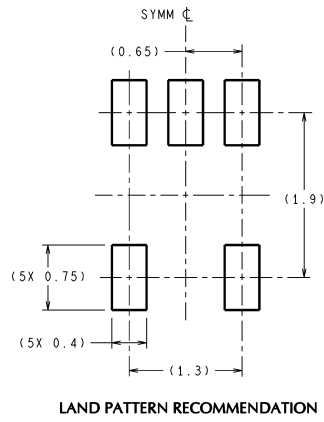 SYMM ℄
(0.65)
(1.9)
(5X 0.75)
(5X 0.4)
(1.3)
LAND PATTERN RECOMMENDATION